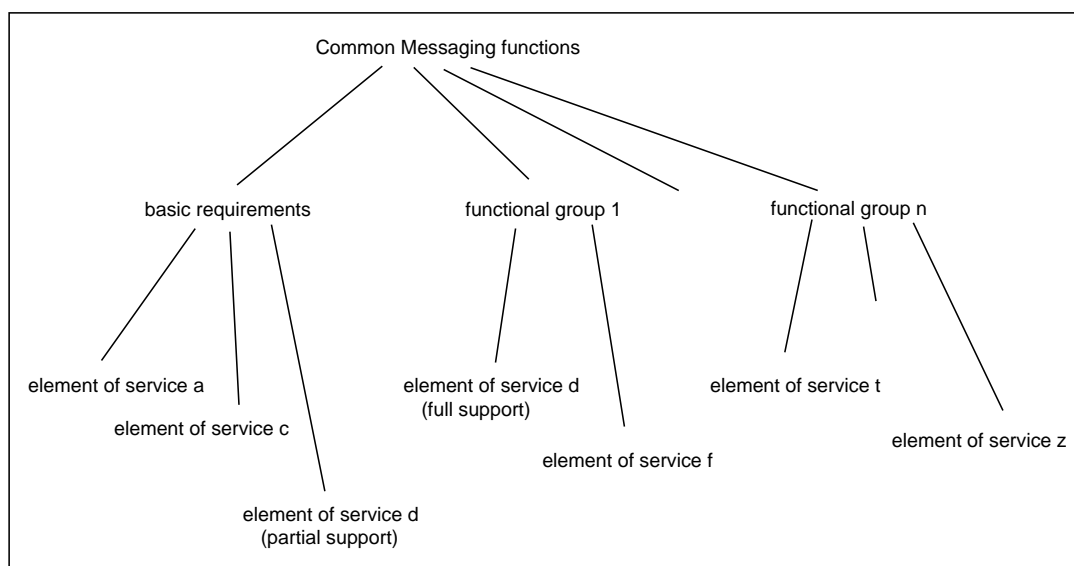 Common Messaging functions
basic requirements
functional group 1
functional group n
element of service a
element of service c
element of service d
(partial support)
element of service d
(full support)
element of service f
element of service t
element of service z